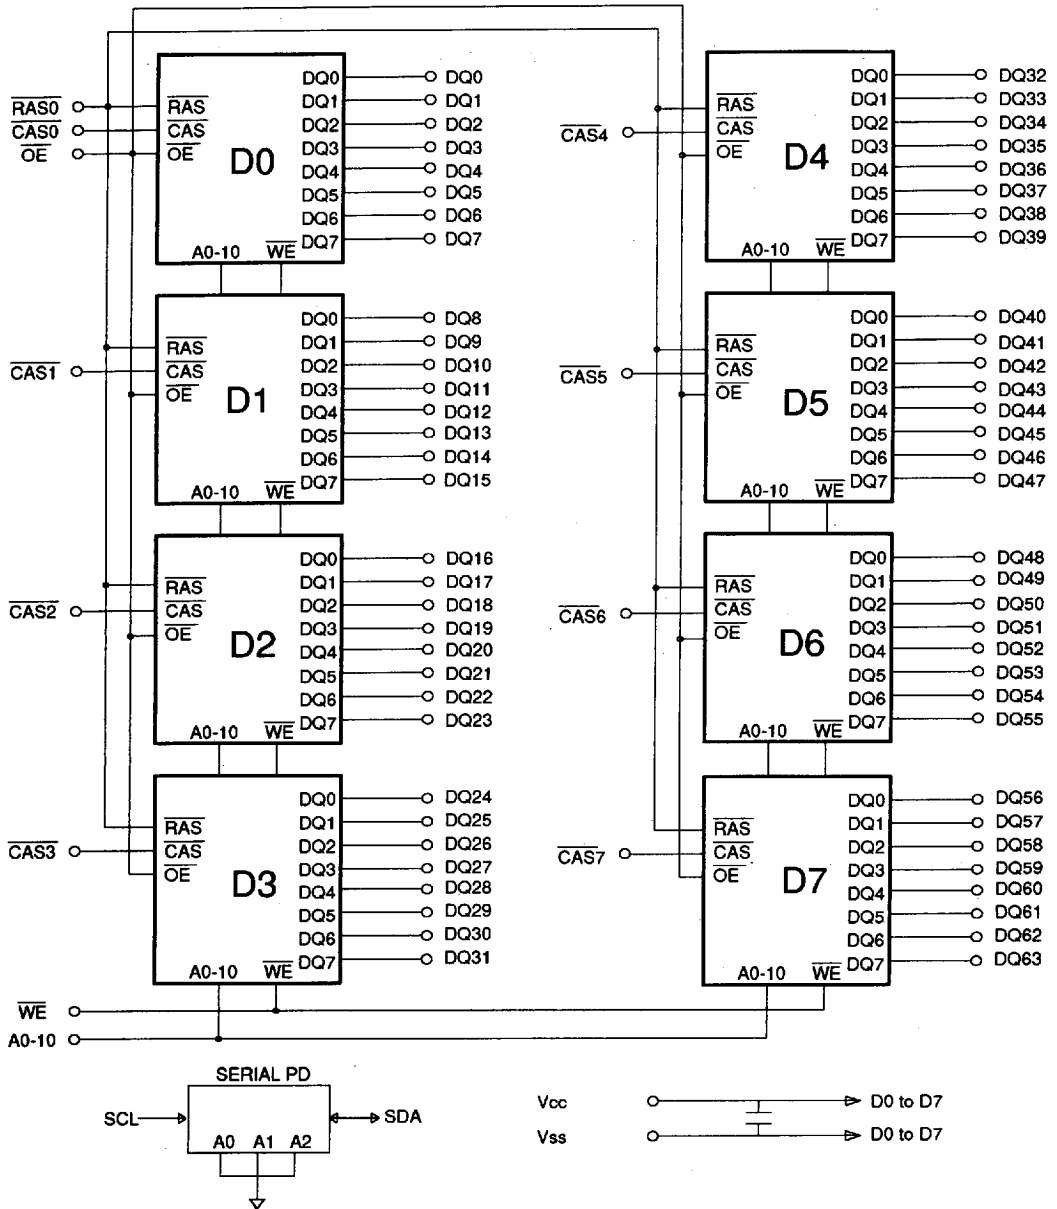 RAS0 RAS DQ0 DQ0
CAS0 CAS DQ1 DQ1
OE OE DQ2 DQ2
D0 DQ3 DQ3
DQ4 DQ4
DQ5 DQ5
DQ6 DQ6
DQ7 DQ7
A0-10 WE
CAS4 D4 DQ0 DQ32
DQ1 DQ33
RAS DQ2 DQ34
CAS DQ3 DQ35
OE DQ4 DQ36
DQ5 DQ37
DQ6 DQ38
DQ7 DQ39
A0-10 WE
CAS1 D1 DQ0 DQ8
DQ1 DQ9
RAS DQ2 DQ10
CAS DQ3 DQ11
OE DQ4 DQ12
DQ5 DQ13
DQ6 DQ14
DQ7 DQ15
A0-10 WE
CAS5 D5 DQ0 DQ40
DQ1 DQ41
RAS DQ2 DQ42
CAS DQ3 DQ43
OE DQ4 DQ44
DQ5 DQ45
DQ6 DQ46
DQ7 DQ47
A0-10 WE
CAS2 D2 DQ0 DQ16
DQ1 DQ17
RAS DQ2 DQ18
CAS DQ3 DQ19
OE DQ4 DQ20
DQ5 DQ21
DQ6 DQ22
DQ7 DQ23
A0-10 WE
CAS6 D6 DQ0 DQ48
DQ1 DQ49
RAS DQ2 DQ50
CAS DQ3 DQ51
OE DQ4 DQ52
DQ5 DQ53
DQ6 DQ54
DQ7 DQ55
A0-10 WE
CAS3 D3 DQ0 DQ24
DQ1 DQ25
RAS DQ2 DQ26
CAS DQ3 DQ27
OE DQ4 DQ28
DQ5 DQ29
DQ6 DQ30
DQ7 DQ31
A0-10 WE
CAS7 D7 DQ0 DQ56
DQ1 DQ57
RAS DQ2 DQ58
CAS DQ3 DQ59
OE DQ4 DQ60
DQ5 DQ61
DQ6 DQ62
DQ7 DQ63
A0-10 WE
WE
A0-10
SERIAL PD
SCL SDA
A0 A1 A2
Vcc D0 to D7
Vss D0 to D7